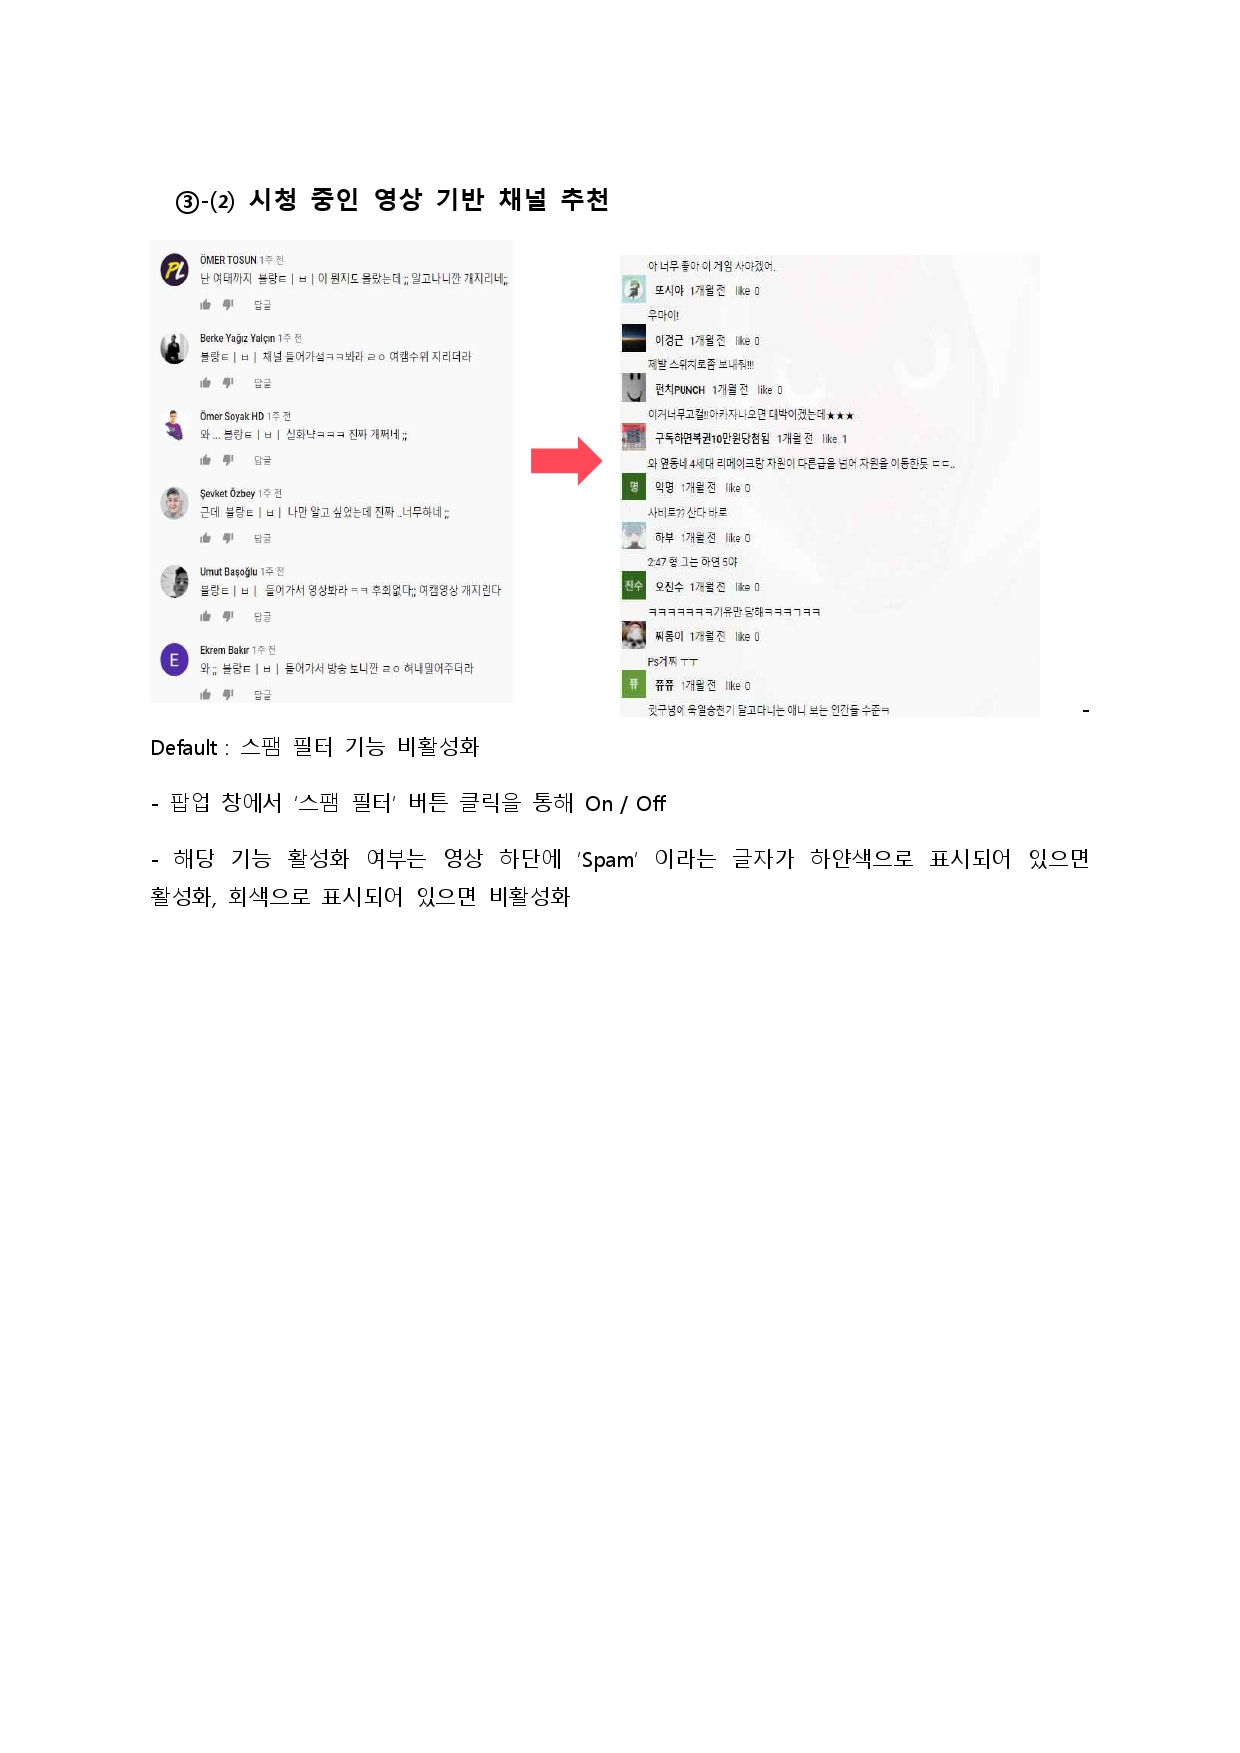 ③-(2) 시청 중인 영상 기반 채널 추천
ÖMER TOSUN 1주 전
난 여태까지 블랑ㅌㅣㅂㅣ이 뭔지도 몰랐는데 ;; 알고나니깐 개지리네;;
답글
Berke Yağız Yalçın 1주 전
블랑ㅌㅣㅂㅣ 채널 들어가셈ㅋㅋ봐라 ㄹㅇ 여캠수위 지리더라
답글
Ömer Soyak HD 1주 전
와 ... 블랑ㅌㅣㅂㅣ 실화냐ㅋㅋㅋ 진짜 개쩌네 ;;
답글
Şevket Özbey 1주 전
근데 블랑ㅌㅣㅂㅣ 나만 알고 싶었는데 진짜 ..너무하네 ;;
답글
Umut Başoğlu 1주 전
블랑ㅌㅣㅂㅣ 들어가서 영상봐라 ㅋㅋ 후회없다;; 여캠영상 개지린다
답글
E
Ekrem Bakır 1주 전
와 ;; 블랑ㅌㅣㅂㅣ 들어가서 방송 보니깐 ㄹㅇ 혀내밀어주더라
답글
아 너무 좋아 이 게임 사야겠어.
또시야 1개월 전 like 0
우마이!
이경근 1개월 전 like 0
제발 스위치로좀 보내줘!!!
펀치PUNCH 1개월 전 like 0
이거너무고퀄!!아카자나오면 대박이겠는데★★★
구독하면복권10만원당첨됨 1개월 전 like 1
와 옆동네 4세대 리메이크랑 차원이 다른급을 넘어 차원을 이동한듯 ㄷㄷ..
명
익명 1개월 전 like 0
사비로?? 산다 바로
하부 1개월 전 like 0
2:47 형 그는 하연 5야
진수
오진수 1개월 전 like 0
ㅋㅋㅋㅋㅋㅋㅋ기유만 당해ㅋㅋㅋㄱㅋㅋ
찌롱이 1개월 전 like 0
Ps게찌 ㅜㅜ
쀼
쀼쀼 1개월 전 like 0
귓구녕에 욱일승천기 달고다니는 애니 보는 인간들 수준ㅋ
-
Default : 스팸 필터 기능 비활성화
- 팝업 창에서 '스팸 필터' 버튼 클릭을 통해 On / Off
- 해당 기능 활성화 여부는 영상 하단에 'Spam' 이라는 글자가 하얀색으로 표시되어 있으면
활성화, 회색으로 표시되어 있으면 비활성화